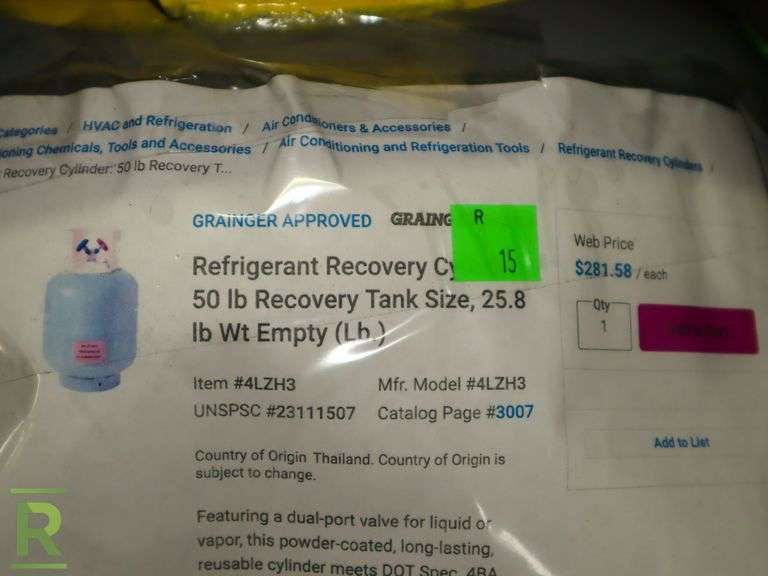 Categories / HVAC and Refrigeration / Air Conditioners & Accessories /
ioning Chemicals, Tools and Accessories / Air Conditioning and Refrigeration Tools / Refrigerant Recovery Cylinders /
Recovery Cylinder: 50 lb Recovery T...
GRAINGER APPROVED GRAING
R
15
Refrigerant Recovery Cy
50 lb Recovery Tank Size, 25.8
lb Wt Empty (Lb.)
Item #4LZH3 Mfr. Model #4LZH3
UNSPSC #23111507 Catalog Page #3007
Country of Origin Thailand. Country of Origin is
subject to change.
Featuring a dual-port valve for liquid or
vapor, this powder-coated, long-lasting,
reusable cylinder meets DOT Spec. 4BA
Web Price
$281.58 / each
Qty
1
Add to List
R